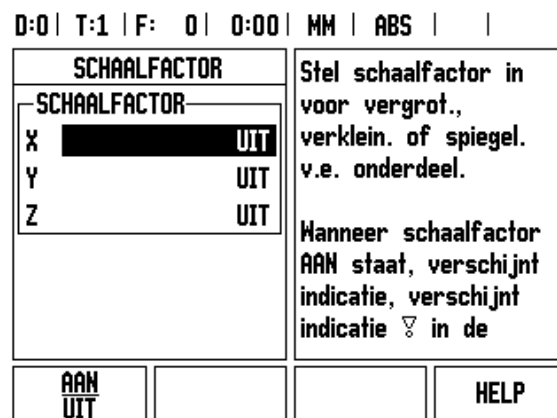 D:0| T:1 | F: 0| 0:00| MM | ABS | |
SCHAALFACTOR
SCHAALFACTOR
X UIT
Y UIT
Z UIT
Stel schaalfactor in
voor vergrot.,
verklein. of spiegel.
v.e. onderdeel.
Wanneer schaalfactor
AAN staat, verschijnt
indicatie, verschijnt
indicatie in de
AAN
UIT
HELP